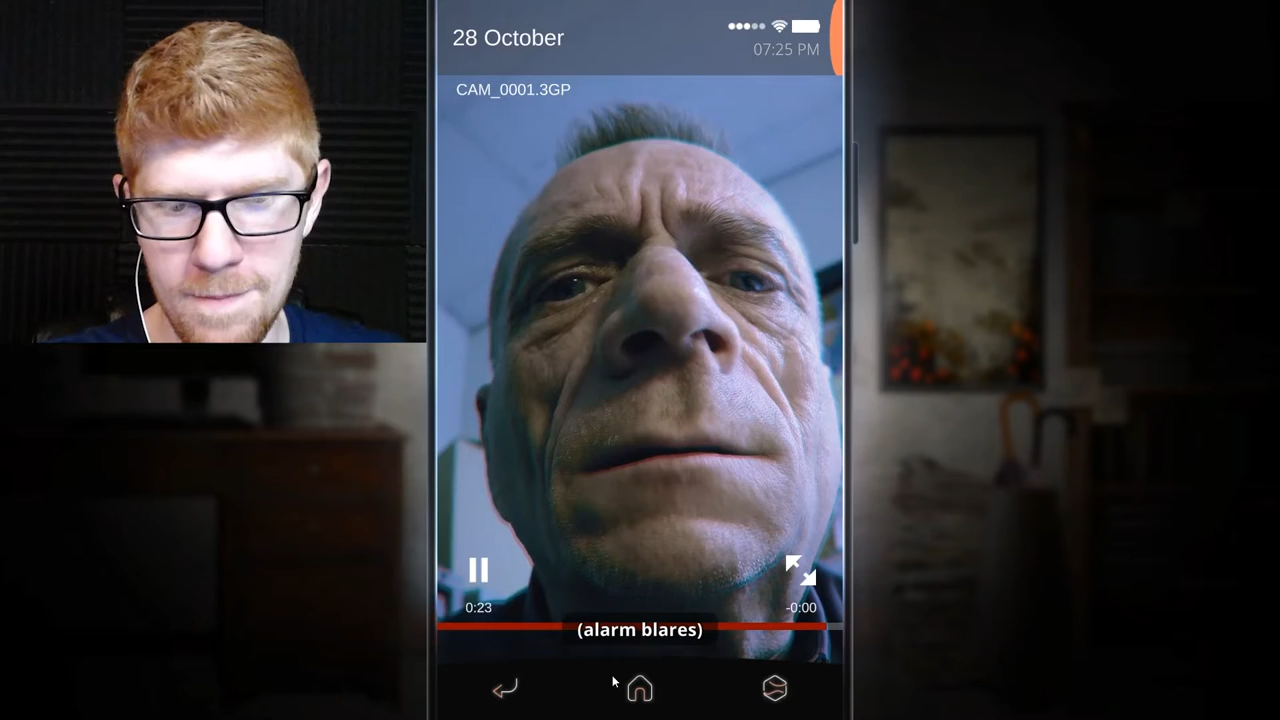 28 October
07:25 PM
CAM_0001.3GP
0:23
-0:00
(alarm blares)